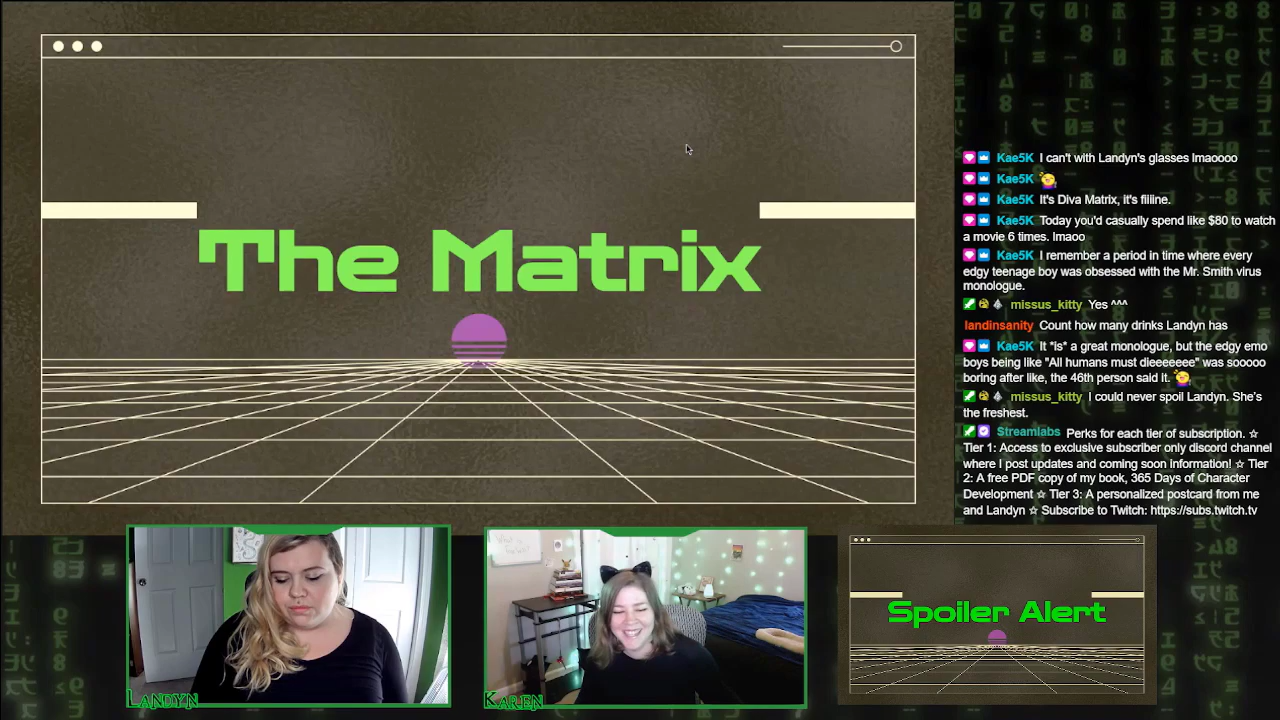 The Matrix
Kae5K I can't with Landyn's glasses lmaoooo
Kae5K
Kae5K It's Diva Matrix, it's fiiine.
Kae5K Today you'd casually spend like $80 to watch
a movie 6 times. lmaoo
Kae5K I remember a period in time where every
edgy teenage boy was obsessed with the Mr. Smith virus
monologue.
missus_kitty Yes ^^^
landinsanity Count how many drinks Landyn has
Kae5K It *is* a great monologue, but the edgy emo
boys being like "All humans must dieeeeeee" was sooooo
boring after like, the 46th person said it.
missus_kitty I could never spoil Landyn. She's
the freshest.
Streamlabs Perks for each tier of subscription. ☆
Tier 1: Access to exclusive subscriber only discord channel
where I post updates and coming soon information! ☆ Tier
2: A free PDF copy of my book, 365 Days of Character
Development ☆ Tier 3: A personalized postcard from me
and Landyn ☆ Subscribe to Twitch: https://subs.twitch.tv
Landyn
Karen
Spoiler Alert